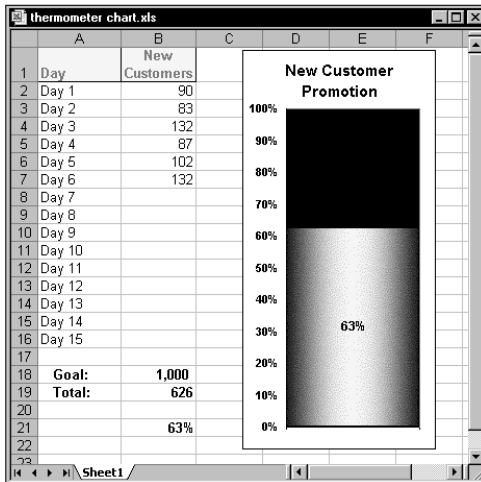 thermometer chart.xls
A B C D E F
New
1 Day Customers
2 Day 1 90
3 Day 2 83
4 Day 3 132
5 Day 4 87
6 Day 5 102
7 Day 6 132
8 Day 7
9 Day 8
10 Day 9
11 Day 10
12 Day 11
13 Day 12
14 Day 13
15 Day 14
16 Day 15
17
18 Goal: 1,000
19 Total: 626
20
21 63%
22
23
New Customer
Promotion
100%
90%
80%
70%
60%
50%
40%
30%
20%
10%
0%
63%
Sheet1